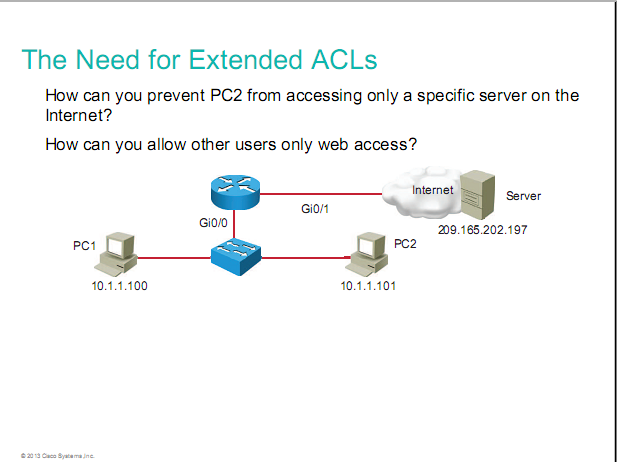 The Need for Extended ACLs
How can you prevent PC2 from accessing only a specific server on the
Internet?
How can you allow other users only web access?
Internet
Server
Gi0/1
Gi0/0
209.165.202.197
PC1
PC2
10.1.1.100
10.1.1.101
© 2013 Cisco Systems, Inc.